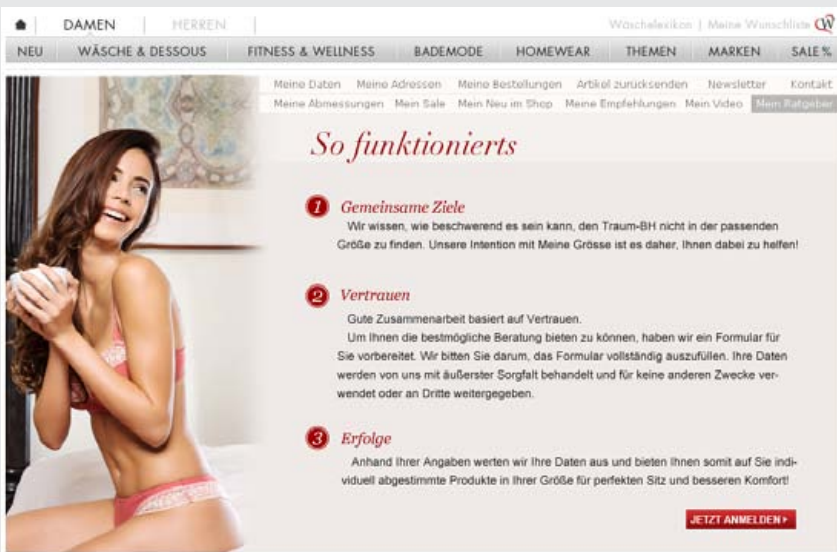 DAMEN HERREN Wäschelexikon | Meine Wunschliste
NEU WÄSCHE & DESSOUS FITNESS & WELLNESS BADEMODE HOMEWEAR THEMEN MARKEN SALE %
Meine Daten Meine Adressen Meine Bestellungen Artikel zurücksenden Newsletter Kontakt
Meine Abmessungen Mein Sale Mein Neu im Shop Meine Empfehlungen Mein Video Mein Ratgeber
So funktionierts
1 Gemeinsame Ziele
Wir wissen, wie beschwerend es sein kann, den Traum-BH nicht in der passenden
Größe zu finden. Unsere Intention mit Meine Grösse ist es daher, Ihnen dabei zu helfen!
2 Vertrauen
Gute Zusammenarbeit basiert auf Vertrauen.
Um Ihnen die bestmögliche Beratung bieten zu können, haben wir ein Formular für
Sie vorbereitet. Wir bitten Sie darum, das Formular vollständig auszufüllen. Ihre Daten
werden von uns mit äußerster Sorgfalt behandelt und für keine anderen Zwecke ver-
wendet oder an Dritte weitergegeben.
3 Erfolge
Anhand Ihrer Angaben werten wir Ihre Daten aus und bieten Ihnen somit auf Sie indi-
viduell abgestimmte Produkte in Ihrer Größe für perfekten Sitz und besseren Komfort!
JETZT ANMELDEN